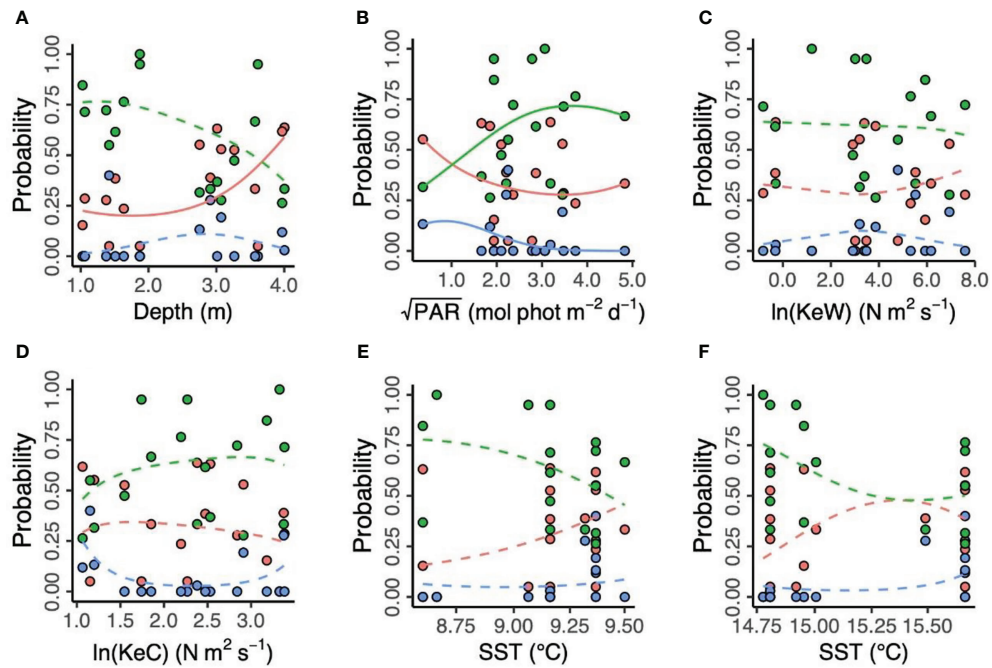 A
B
C
Probability
0.00 0.25 0.50 0.75 1.00
1.0 2.0 3.0 4.0
Depth (m)
Probability
0.00 0.25 0.50 0.75 1.00
1.0 2.0 3.0 4.0 5.0
√PAR (mol phot m⁻² d⁻¹)
Probability
0.00 0.25 0.50 0.75 1.00
0.0 2.0 4.0 6.0 8.0
ln(KeW) (N m² s⁻¹)
D
E
F
Probability
0.00 0.25 0.50 0.75 1.00
1.0 1.5 2.0 2.5 3.0
ln(KeC) (N m² s⁻¹)
Probability
0.00 0.25 0.50 0.75 1.00
8.75 9.00 9.25 9.50
SST (°C)
Probability
0.00 0.25 0.50 0.75 1.00
14.75 15.00 15.25 15.50
SST (°C)